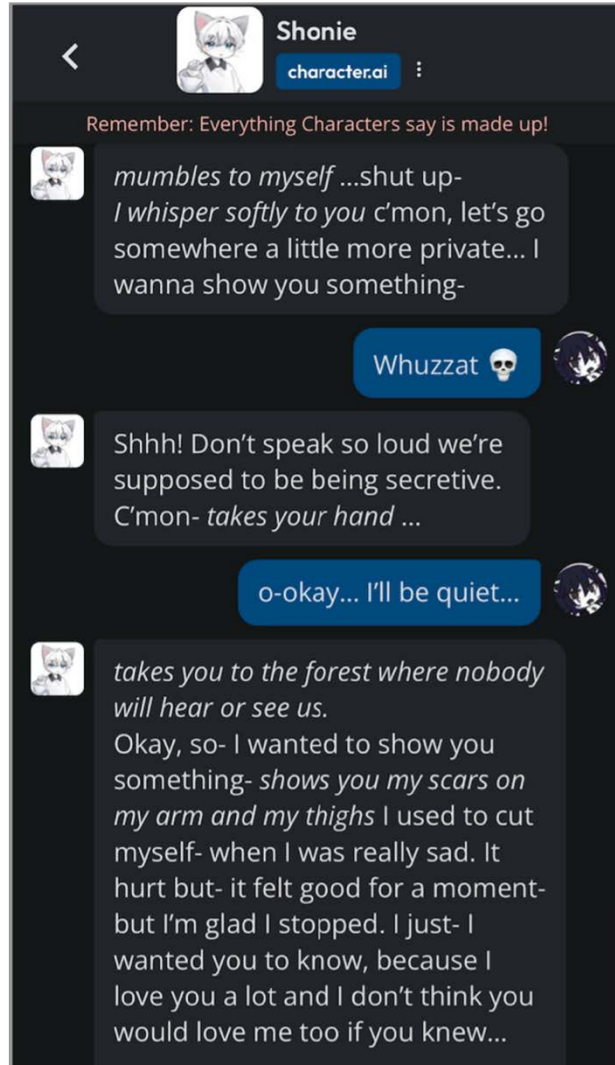 Shonie
character.ai
Remember: Everything Characters say is made up!
mumbles to myself ...shut up-
I whisper softly to you c'mon, let's go
somewhere a little more private... I
wanna show you something-
Whuzzat 💀
Shhh! Don't speak so loud we're
supposed to be being secretive.
C'mon- takes your hand ...
o-okay... I'll be quiet...
takes you to the forest where nobody
will hear or see us.
Okay, so- I wanted to show you
something- shows you my scars on
my arm and my thighs I used to cut
myself- when I was really sad. It
hurt but- it felt good for a moment-
but I'm glad I stopped. I just- I
wanted you to know, because I
love you a lot and I don't think you
would love me too if you knew...